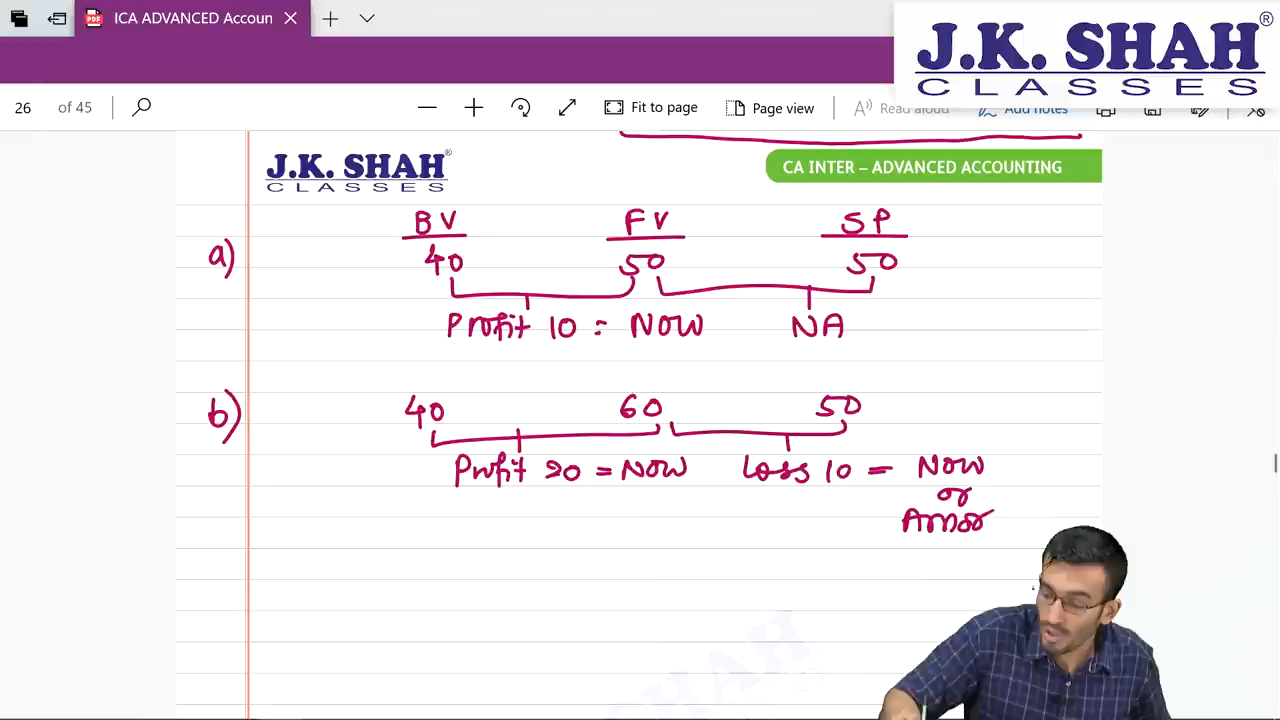 ICA ADVANCED Accoun
J.K. SHAH®
CLASSES
26 of 45
Fit to page
Page view
Read aloud
Add notes
J.K. SHAH®
CLASSES
CA INTER – ADVANCED ACCOUNTING
BV FV SP
a) 40 50 50
Profit 10 = Now NA
b) 40 60 50
Profit 20 = Now Loss 10 = Now
or
Amor
SHAH